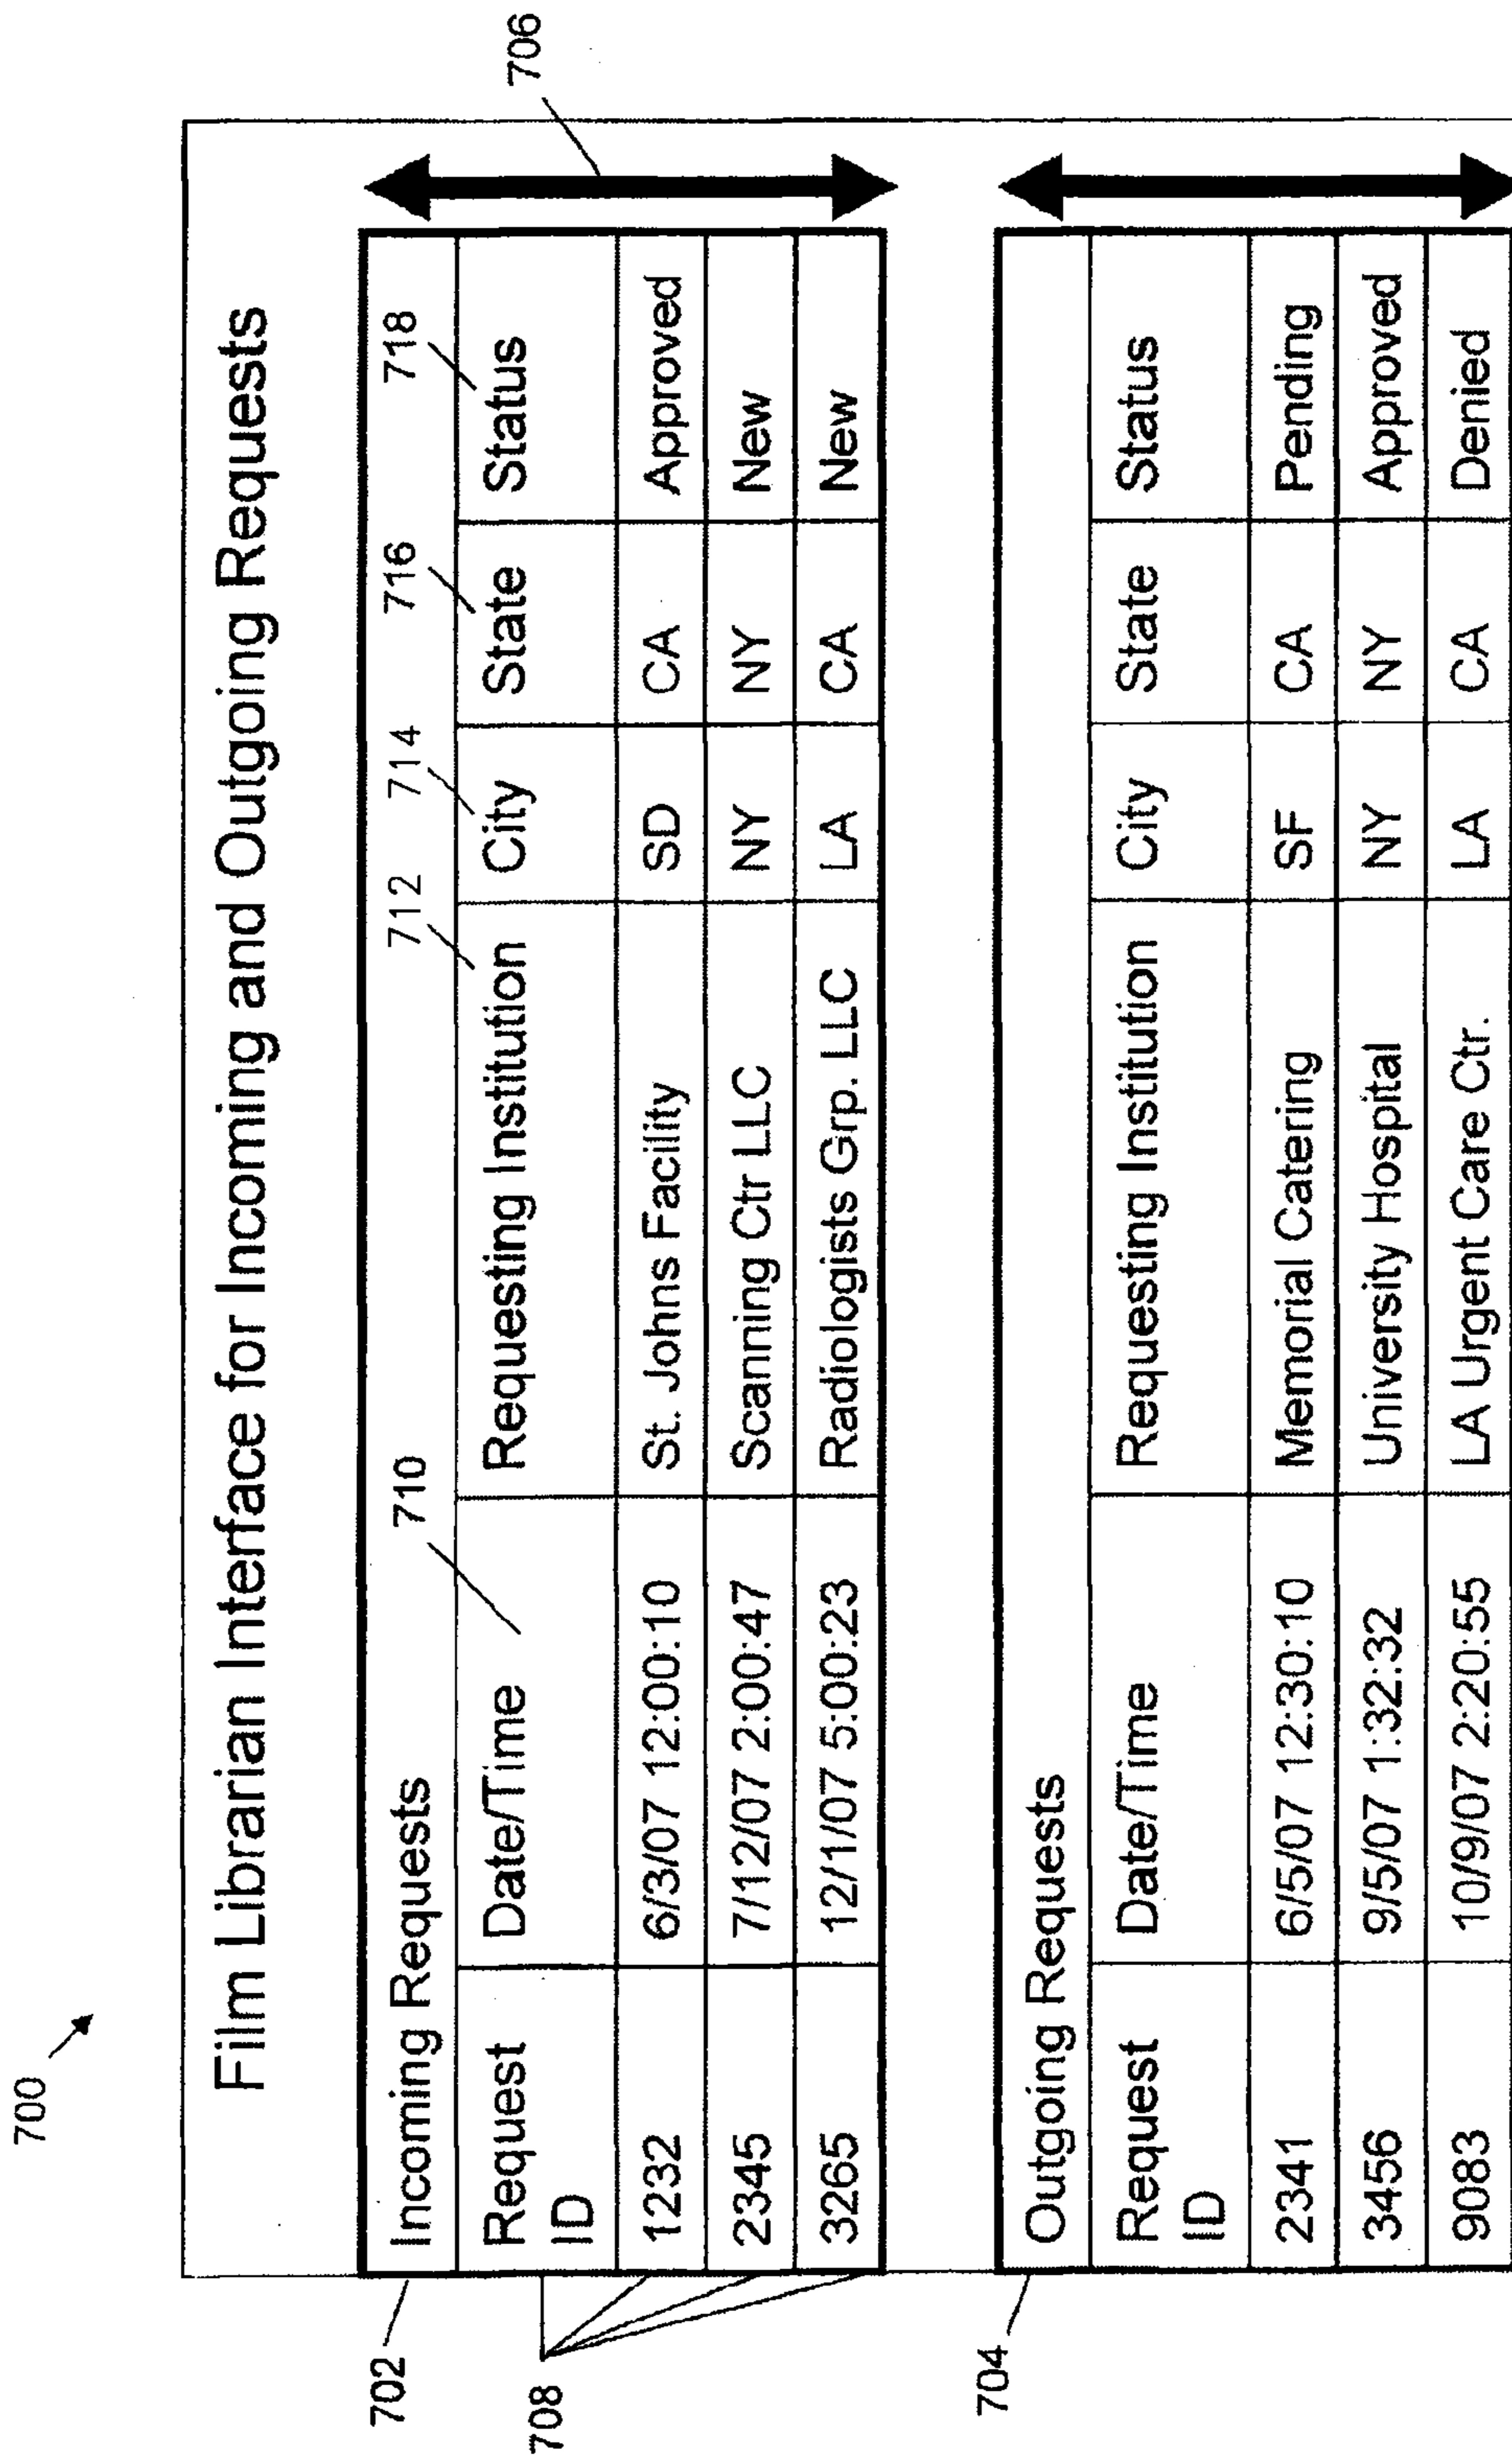 700
Film Librarian Interface for Incoming and Outgoing Requests
706
702
Incoming Requests 710 712 714 716 718
708
Request ID Date/Time Requesting Institution City State Status
1232 6/3/07 12:00:10 St. Johns Facility SD CA Approved
2345 7/12/07 2:00:47 Scanning Ctr LLC NY NY New
3265 12/1/07 5:00:23 Radiologists Grp. LLC LA CA New
704
Outgoing Requests
Request ID Date/Time Requesting Institution City State Status
2341 6/5/07 12:30:10 Memorial Catering SF CA Pending
3456 9/5/07 1:32:32 University Hospital NY NY Approved
9083 10/9/07 2:20:55 LA Urgent Care Ctr. LA CA Denied